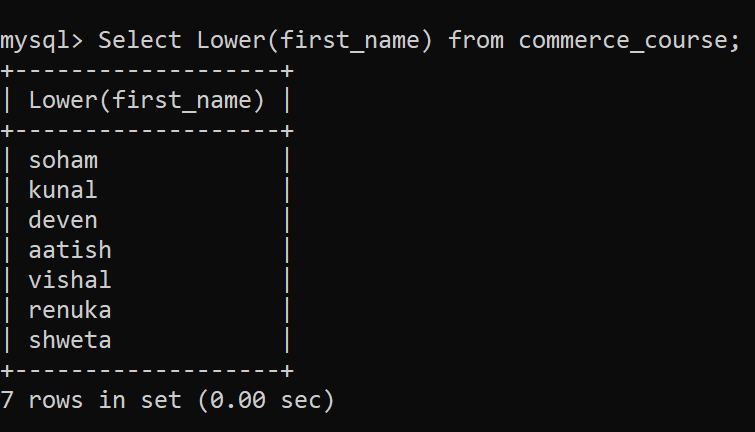 mysql> Select Lower(first_name) from commerce_course;
+-------------------+
| Lower(first_name) |
+-------------------+
| soham             |
| kunal             |
| deven             |
| aatish            |
| vishal            |
| renuka            |
| shweta            |
+-------------------+
7 rows in set (0.00 sec)